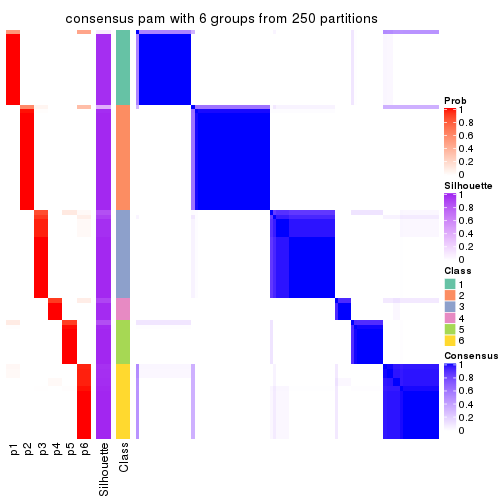 consensus pam with 6 groups from 250 partitions
Prob
1
0.8
0.6
0.4
0.2
0
Silhouette
1
0.8
0.6
0.4
0.2
0
Class
1
2
3
4
5
6
Consensus
1
0.8
0.6
0.4
0.2
0
p1
p2
p3
p4
p5
p6
Silhouette
Class